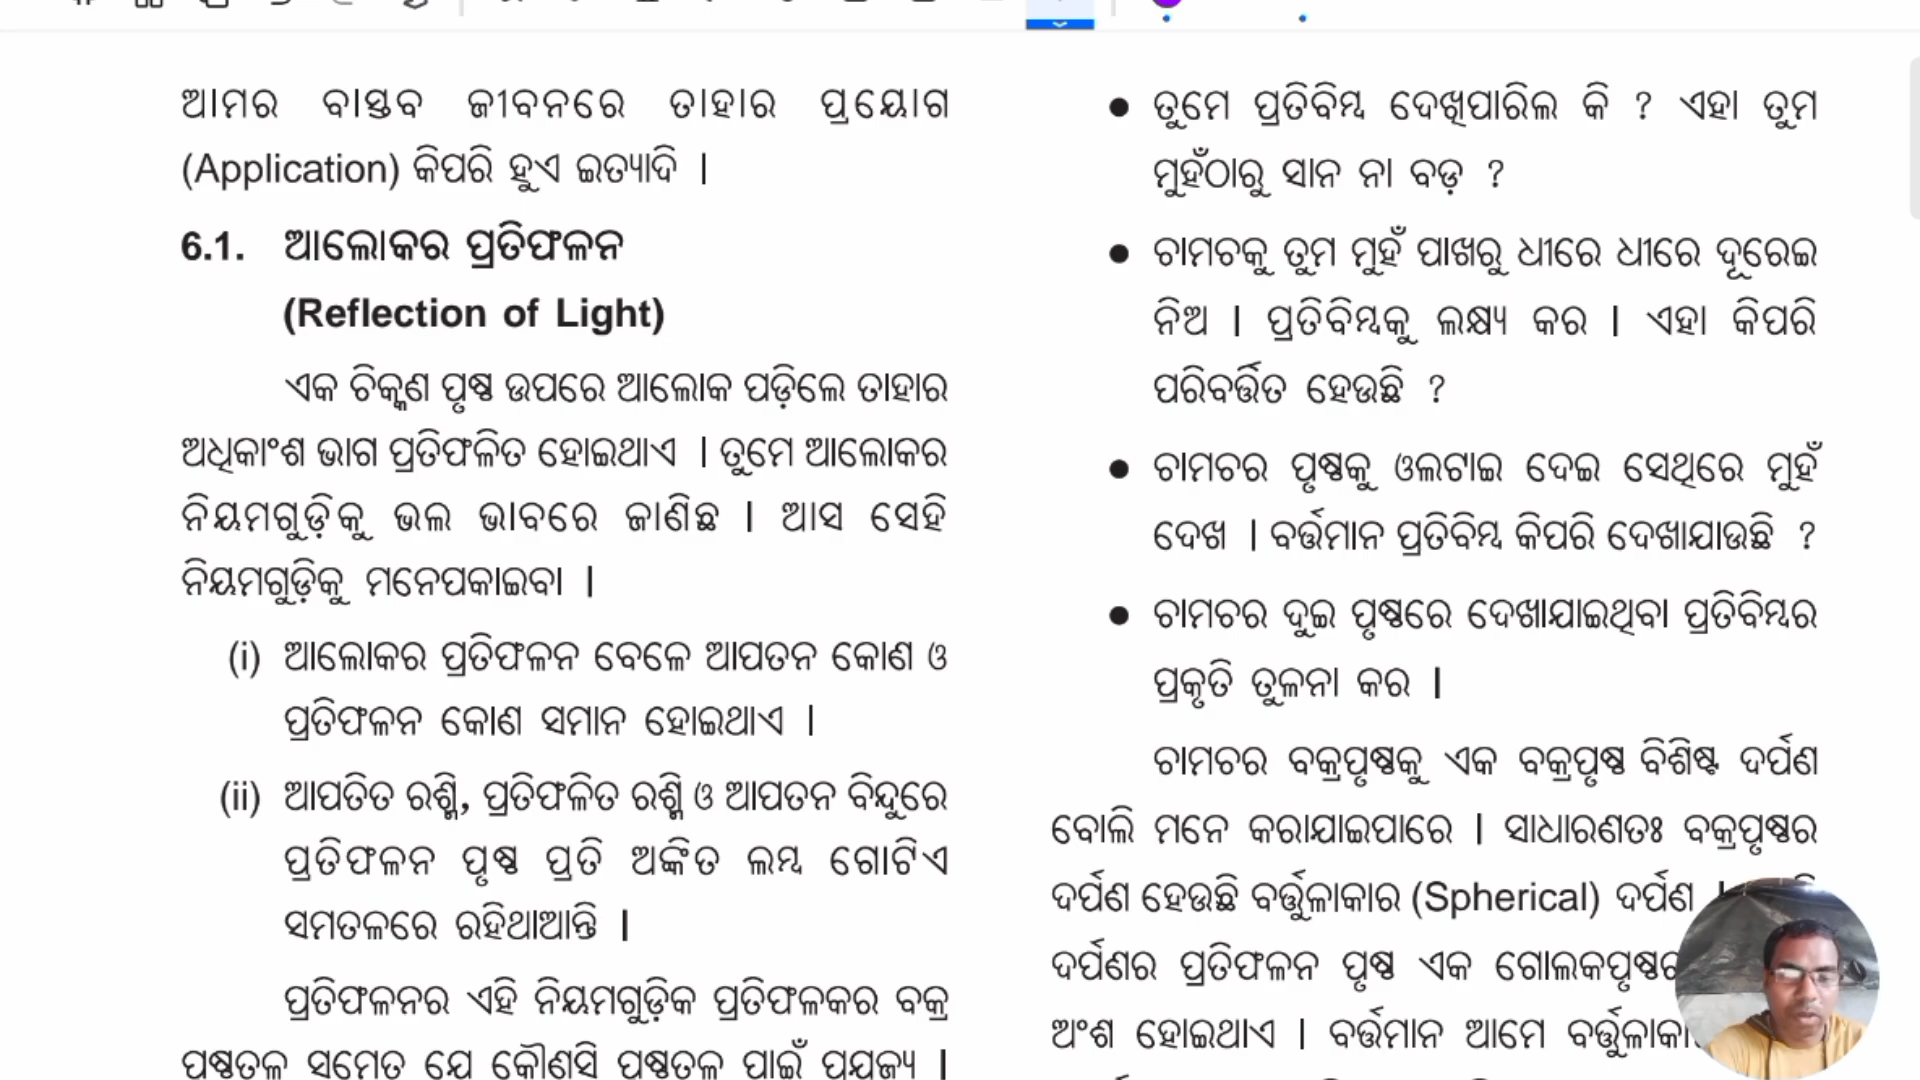 ଆମର ବାସ୍ତବ ଜୀବନରେ ତାହାର ପ୍ରୟୋଗ
(Application) କିପରି ହୁଏ ଇତ୍ୟାଦି ।
6.1. ଆଲୋକର ପ୍ରତିଫଳନ
(Reflection of Light)
ଏକ ଚିକ୍କଣ ପୃଷ୍ଠ ଉପରେ ଆଲୋକ ପଡ଼ିଲେ ତାହାର
ଅଧିକାଂଶ ଭାଗ ପ୍ରତିଫଳିତ ହୋଇଥାଏ । ତୁମେ ଆଲୋକର
ନିୟମଗୁଡ଼ିକୁ ଭଲ ଭାବରେ ଜାଣିଛ । ଆସ ସେହି
ନିୟମଗୁଡ଼ିକୁ ମନେପକାଇବା ।
(i) ଆଲୋକର ପ୍ରତିଫଳନ ବେଳେ ଆପତନ କୋଣ ଓ
ପ୍ରତିଫଳନ କୋଣ ସମାନ ହୋଇଥାଏ ।
(ii) ଆପତିତ ରଶ୍ମି, ପ୍ରତିଫଳିତ ରଶ୍ମି ଓ ଆପତନ ବିନ୍ଦୁରେ
ପ୍ରତିଫଳନ ପୃଷ୍ଠ ପ୍ରତି ଅଙ୍କିତ ଲମ୍ବ ଗୋଟିଏ
ସମତଳରେ ରହିଥାଆନ୍ତି ।
ପ୍ରତିଫଳନର ଏହି ନିୟମଗୁଡ଼ିକ ପ୍ରତିଫଳକର ବକ୍ର
ପୃଷ୍ଠତଳ ସମେତ ଯେ କୌଣସି ପୃଷ୍ଠତଳ ପାଇଁ ପ୍ରଯୁଜ୍ୟ ।
● ତୁମେ ପ୍ରତିବିମ୍ବ ଦେଖିପାରିଲ କି ? ଏହା ତୁମ
ମୁହଁଠାରୁ ସାନ ନା ବଡ଼ ?
● ଚାମଚକୁ ତୁମ ମୁହଁ ପାଖରୁ ଧୀରେ ଧୀରେ ଦୂରେଇ
ନିଅ । ପ୍ରତିବିମ୍ବକୁ ଲକ୍ଷ୍ୟ କର । ଏହା କିପରି
ପରିବର୍ତ୍ତିତ ହେଉଛି ?
● ଚାମଚର ପୃଷ୍ଠକୁ ଓଲଟାଇ ଦେଇ ସେଥିରେ ମୁହଁ
ଦେଖ । ବର୍ତ୍ତମାନ ପ୍ରତିବିମ୍ବ କିପରି ଦେଖାଯାଉଛି ?
● ଚାମଚର ଦୁଇ ପୃଷ୍ଠରେ ଦେଖାଯାଇଥିବା ପ୍ରତିବିମ୍ବର
ପ୍ରକୃତି ତୁଳନା କର ।
ଚାମଚର ବକ୍ରପୃଷ୍ଠକୁ ଏକ ବକ୍ରପୃଷ୍ଠ ବିଶିଷ୍ଟ ଦର୍ପଣ
ବୋଲି ମନେ କରାଯାଇପାରେ । ସାଧାରଣତଃ ବକ୍ରପୃଷ୍ଠର
ଦର୍ପଣ ହେଉଛି ବର୍ତ୍ତୁଳାକାର (Spherical) ଦର୍ପଣ ।
ଦର୍ପଣର ପ୍ରତିଫଳନ ପୃଷ୍ଠ ଏକ ଗୋଲକପୃଷ୍ଠର
ଅଂଶ ହୋଇଥାଏ । ବର୍ତ୍ତମାନ ଆମେ